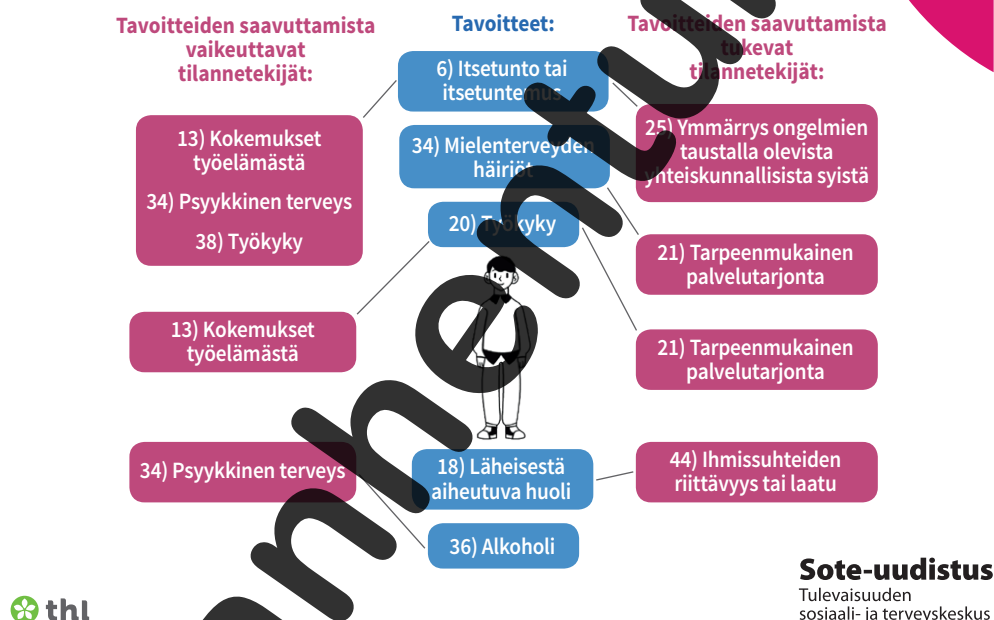 Tavoitteiden saavuttamista
vaikeuttavat
tilannetekijät:
13) Kokemukset
työelämästä
34) Psyykkinen terveys
38) Työkyky
13) Kokemukset
työelämästä
34) Psyykkinen terveys
Tavoitteet:
6) Itsetunto tai
itsetuntemus
34) Mielenterveyden
häiriöt
20) Työkyky
18) Läheisestä
aiheutuva huoli
36) Alkoholi
Tavoitteiden saavuttamista
tukevat
tilannetekijät:
25) Ymmärrys ongelmien
taustalla olevista
yhteiskunnallisista syistä
21) Tarpeenmukainen
palvelutarjonta
21) Tarpeenmukainen
palvelutarjonta
44) Ihmissuhteiden
riittävyys tai laatu
thl
Sote-uudistus
Tulevaisuuden
sosiaali- ja terveyskeskus